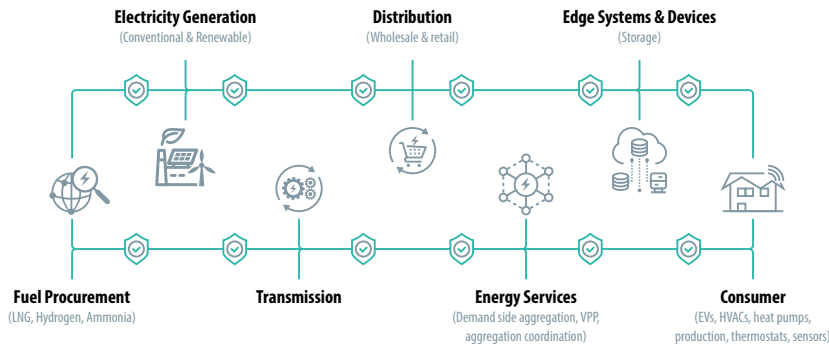 Electricity Generation
(Conventional & Renewable)
Distribution
(Wholesale & retail)
Edge Systems & Devices
(Storage)
Fuel Procurement
(LNG, Hydrogen, Ammonia)
Transmission
Energy Services
(Demand side aggregation, VPP,
aggregation coordination)
Consumer
(EVs, HVACs, heat pumps,
production, thermostats, sensors)